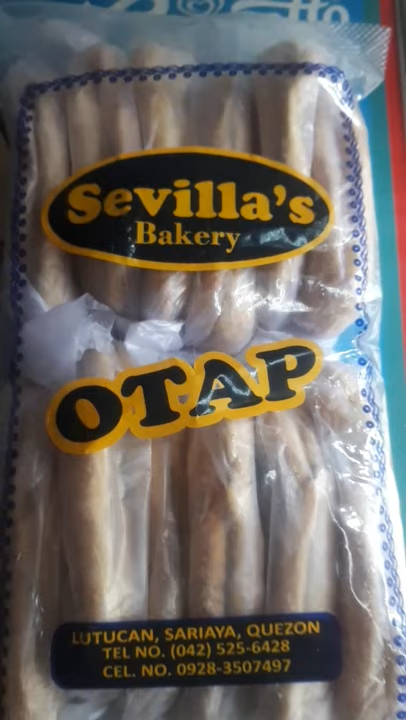 Sevilla's
Bakery
OTAP
LUTUCAN, SARIAYA, QUEZON
TEL NO. (042) 525-6428
CEL. NO. 0928-3507497